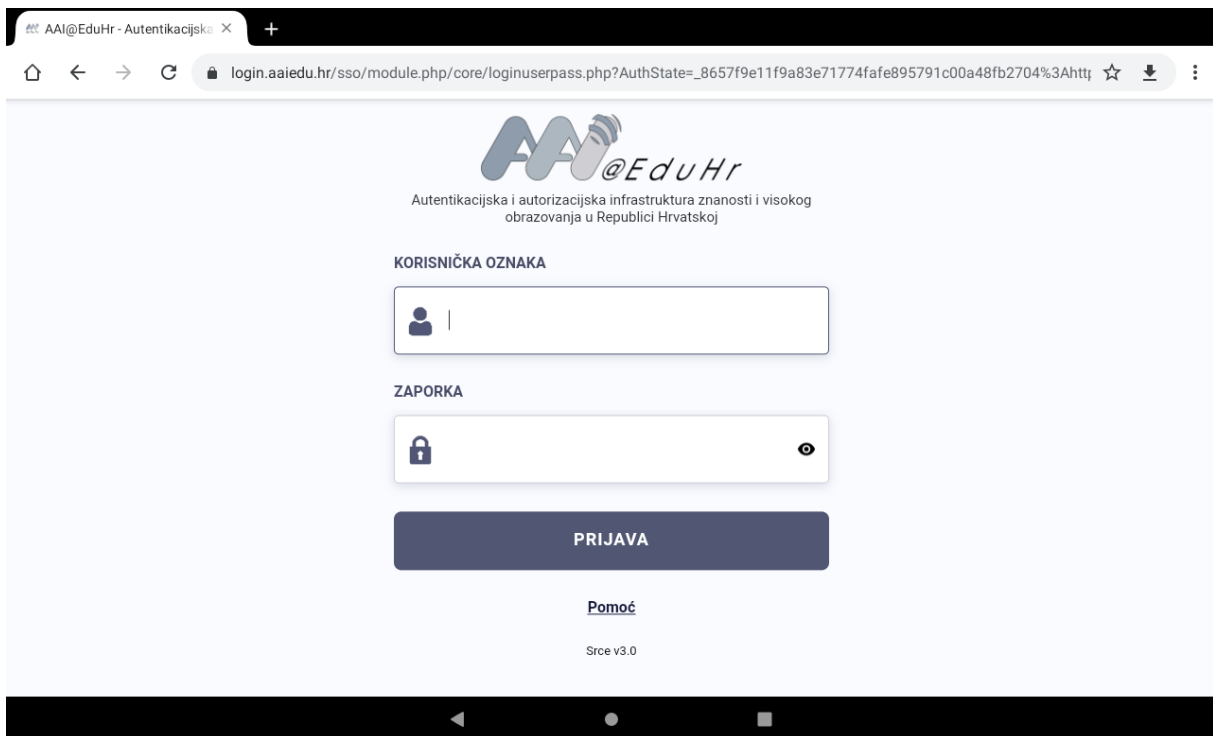 AAI@EduHr - Autentikacijska
login.aaiedu.hr/sso/module.php/core/loginuserpass.php?AuthState=_8657f9e11f9a83e71774fafe895791c00a48fb2704%3Ahttp
AAI@EduHr
Autentikacijska i autorizacijska infrastruktura znanosti i visokog
obrazovanja u Republici Hrvatskoj
KORISNIČKA OZNAKA
ZAPORKA
PRIJAVA
Pomoć
Srce v3.0